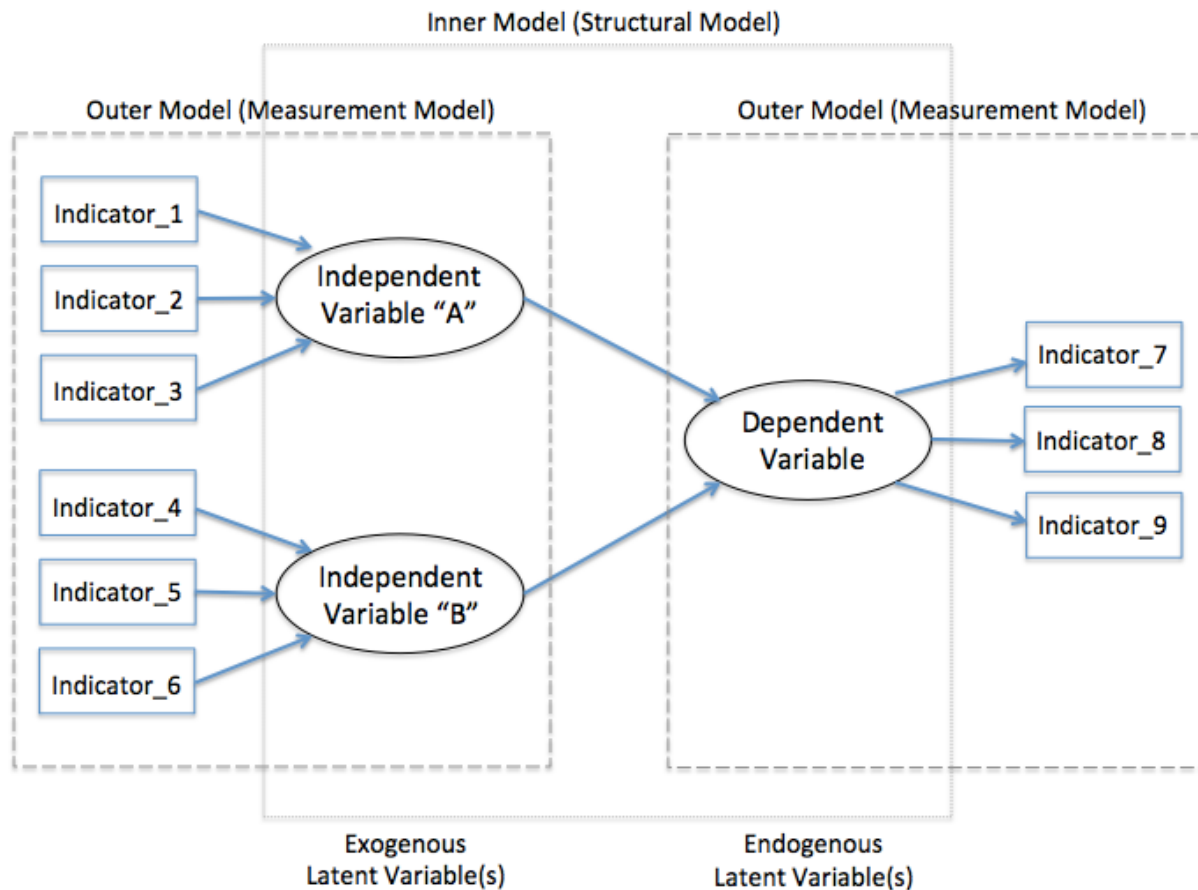 Inner Model (Structural Model)
Outer Model (Measurement Model)
Outer Model (Measurement Model)
Indicator_1
Indicator_2
Indicator_3
Independent
Variable “A”
Indicator_4
Indicator_5
Indicator_6
Independent
Variable “B”
Dependent
Variable
Indicator_7
Indicator_8
Indicator_9
Exogenous
Latent Variable(s)
Endogenous
Latent Variable(s)